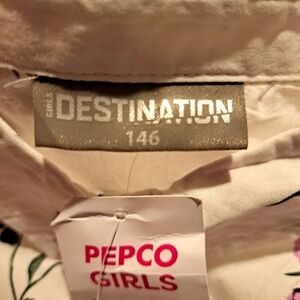 GIRLS
DESTINATION
146
PEPCO
GIRLS